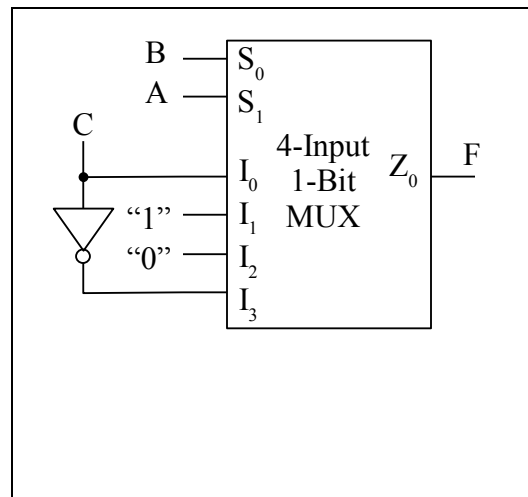 B
S0
A
S1
C
4-Input
1-Bit
MUX
Z0
F
I0
“1”
I1
“0”
I2
I3